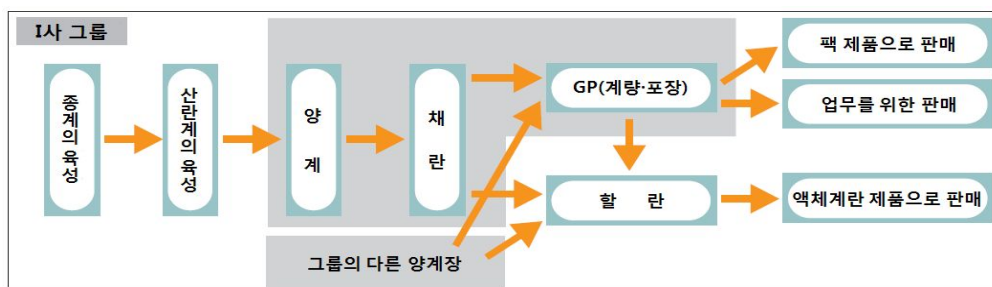 I사 그룹
종계의 육성
산란계의 육성
양 계
채 란
GP(계량·포장)
할 란
그룹의 다른 양계장
팩 제품으로 판매
업무를 위한 판매
액체계란 제품으로 판매